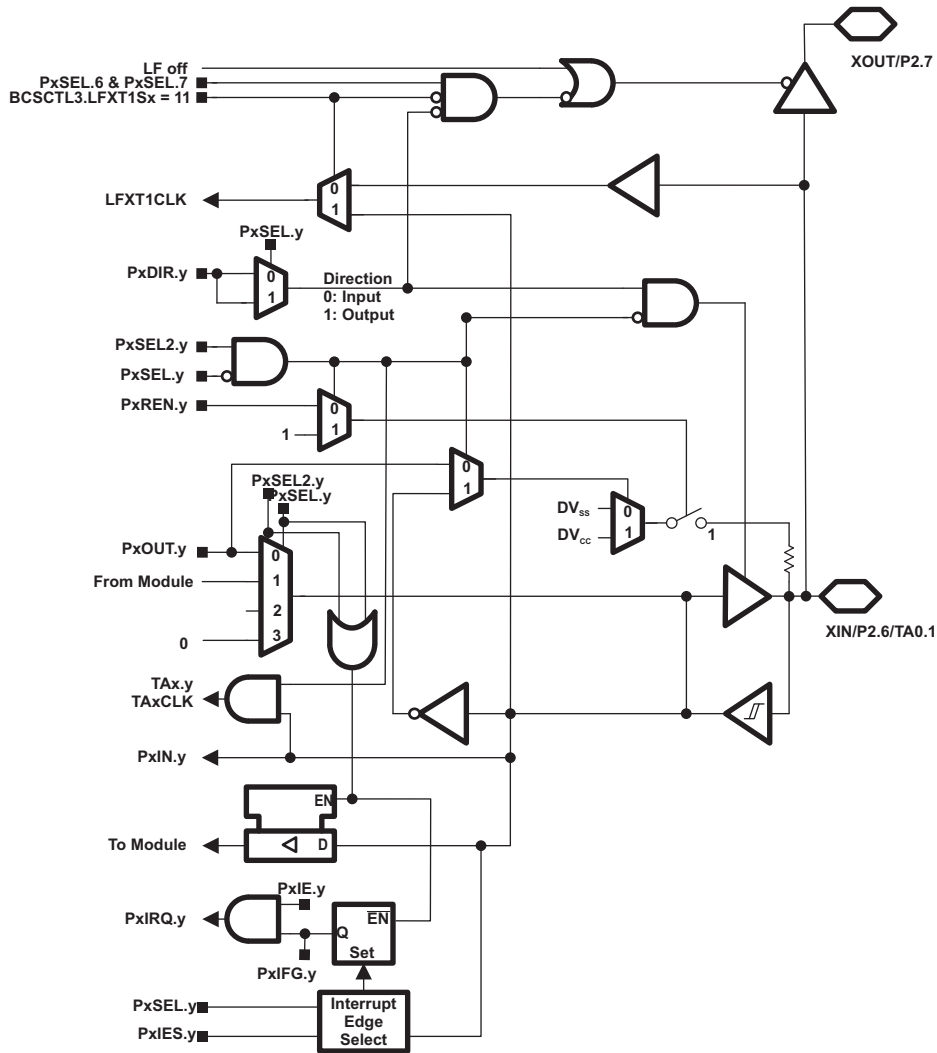 XOUT/P2.7
LF off
PxSEL.6 & PxSEL.7
BCSCTL3.LFXT1Sx = 11
LFXT1CLK
0
1
PxSEL.y
PxDIR.y
0
1
Direction
0: Input
1: Output
PxSEL2.y
PxSEL.y
PxREN.y
0
1
1
0
1
PxSEL2.y
PxSEL.y
DVSS
DVCC
0
1
1
PxOUT.y
0
From Module
1
2
0
3
XIN/P2.6/TA0.1
TAx.y
TAxCLK
PxIN.y
EN
To Module
D
PxIE.y
PxIRQ.y
EN
Q
Set
PxIFG.y
PxSEL.y
PxIES.y
Interrupt
Edge
Select